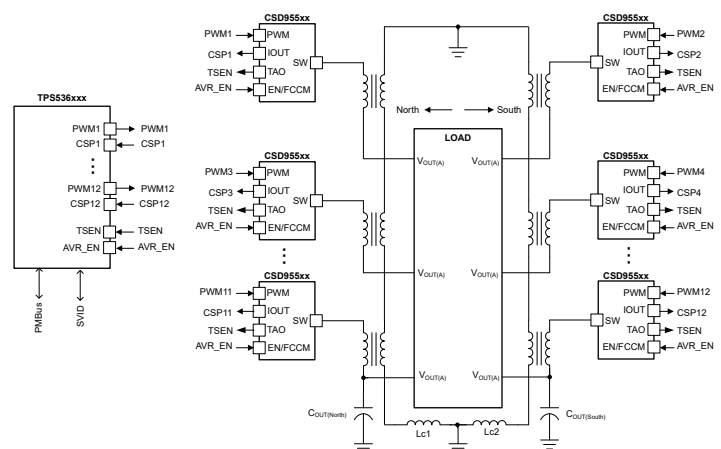 TPS536xxx
PWM1 PWM1
CSP1 CSP1
PWM12 PWM12
CSP12 CSP12
TSEN TSEN
AVR_EN AVR_EN
PMBus
SVID
CSD955xx
PWM1 PWM
CSP1 IOUT
TSEN TAO
AVR_EN EN/FCCM
SW
CSD955xx
PWM3 PWM
CSP3 IOUT
TSEN TAO
AVR_EN EN/FCCM
SW
CSD955xx
PWM11 PWM
CSP11 IOUT
TSEN TAO
AVR_EN EN/FCCM
SW
North South
LOAD
VOUT(A) VOUT(A)
VOUT(A) VOUT(A)
VOUT(A) VOUT(A)
COUT(North)
Lc1 Lc2
COUT(South)
CSD955xx
PWM PWM2
IOUT CSP2
TAO TSEN
EN/FCCM AVR_EN
SW
CSD955xx
PWM PWM4
IOUT CSP4
TAO TSEN
EN/FCCM AVR_EN
SW
CSD955xx
PWM PWM12
IOUT CSP12
TAO TSEN
EN/FCCM AVR_EN
SW